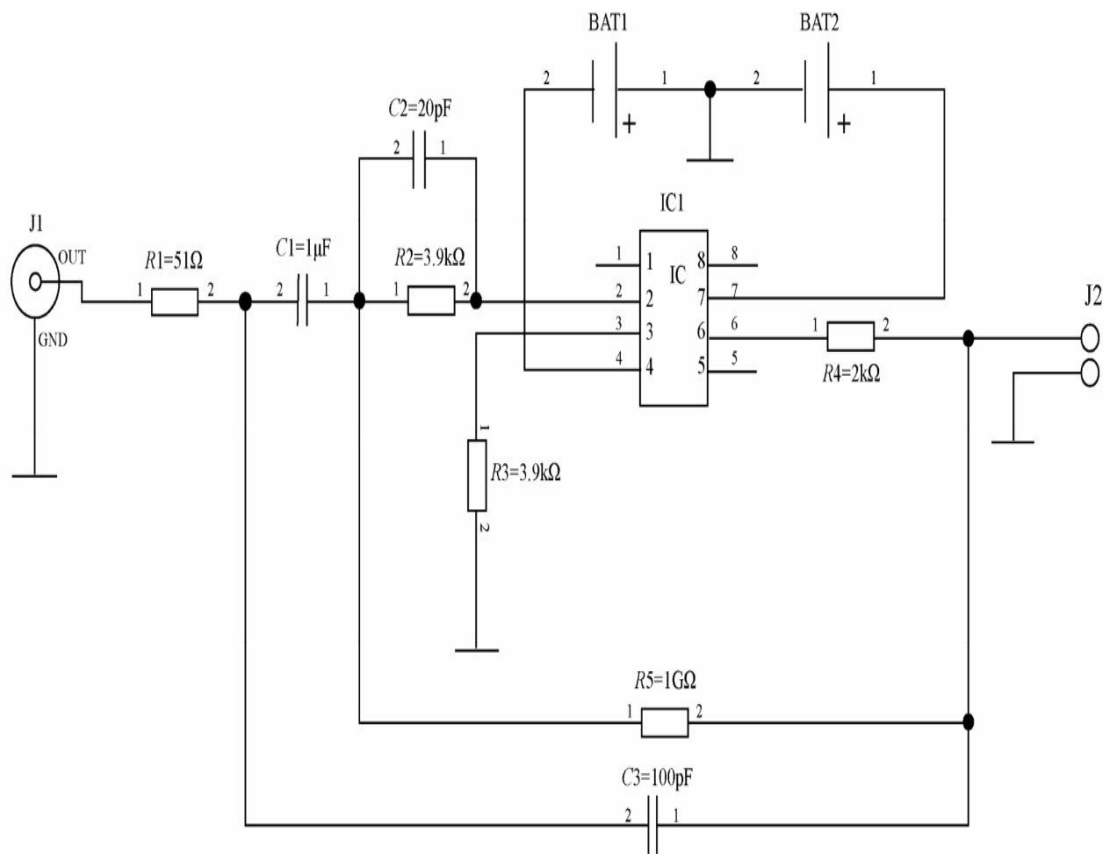 BAT1
BAT2
2
1
2
1
C2=20pF
2
1
IC1
J1
OUT
GND
R1=51Ω
1
2
C1=1μF
2
1
R2=3.9kΩ
1
2
IC
1
1
8
8
2
2
7
7
3
3
6
6
4
4
5
5
1
2
R4=2kΩ
J2
1
R3=3.9kΩ
2
R5=1GΩ
1
2
C3=100pF
2
1
+
+